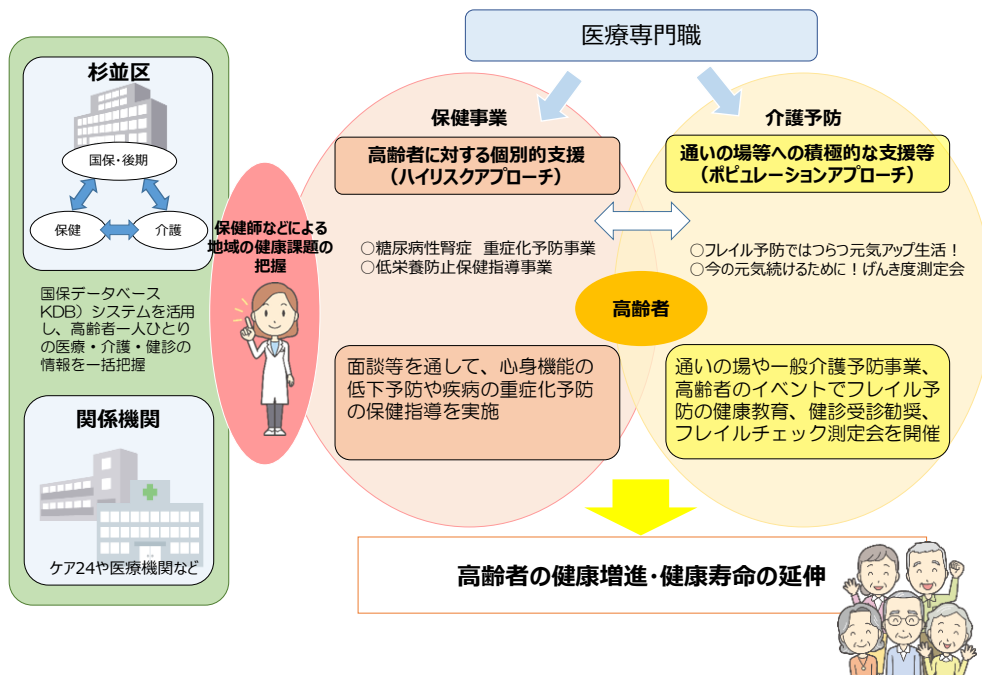 医療専門職
杉並区
国保・後期
保健
介護
国保データベース
KDB）システムを活用
し、高齢者一人ひとり
の医療・介護・健診の
情報を一括把握
関係機関
ケア24や医療機関など
保健師などによる
地域の健康課題の
把握
保健事業
高齢者に対する個別的支援
（ハイリスクアプローチ）
○糖尿病性腎症　重症化予防事業
○低栄養防止保健指導事業
面談等を通して、心身機能の
低下予防や疾病の重症化予防
の保健指導を実施
介護予防
通いの場等への積極的な支援等
（ポピュレーションアプローチ）
○フレイル予防ではつらつ元気アップ生活！
○今の元気続けるために！げんき度測定会
高齢者
通いの場や一般介護予防事業、
高齢者のイベントでフレイル予
防の健康教育、健診受診勧奨、
フレイルチェック測定会を開催
高齢者の健康増進・健康寿命の延伸